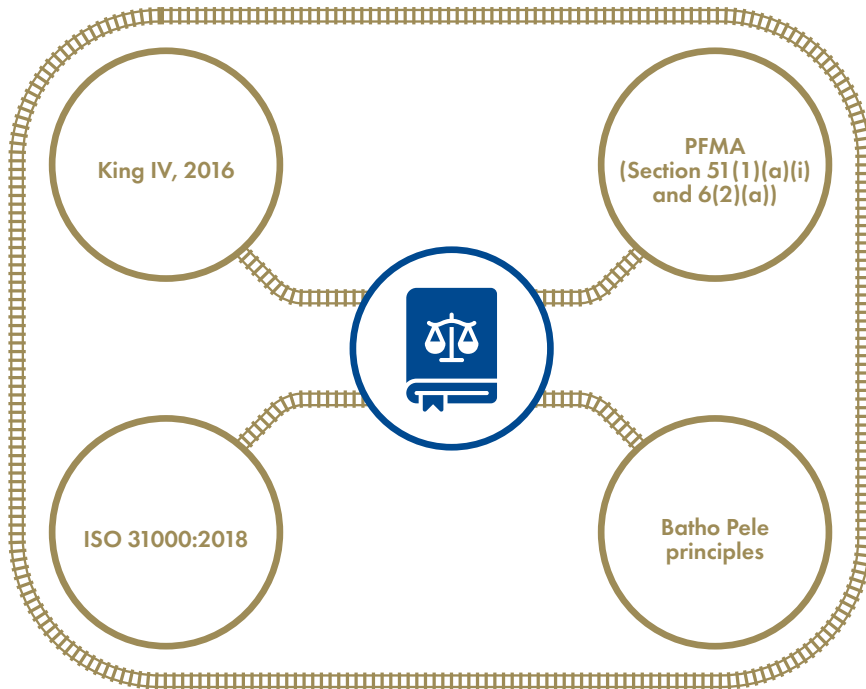 King IV, 2016
PFMA
(Section 51(1)(a)(i)
and 6(2)(a))
ISO 31000:2018
Batho Pele
principles